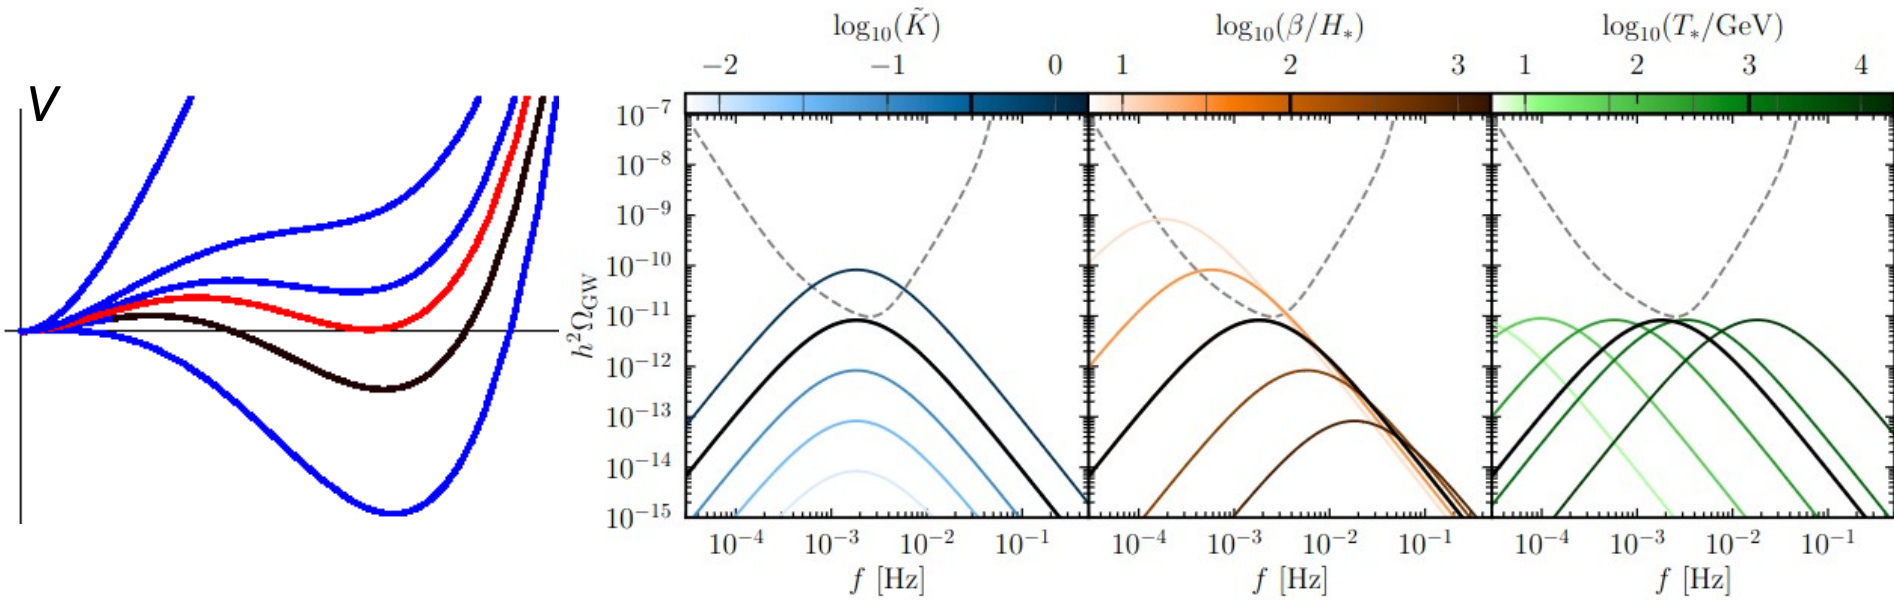 V
log₁₀(K̃)
−2 −1 0
log₁₀(β/H∗)
1 2 3
log₁₀(T∗/GeV)
1 2 3 4
h²Ω_GW
10⁻⁷
10⁻⁸
10⁻⁹
10⁻¹⁰
10⁻¹¹
10⁻¹²
10⁻¹³
10⁻¹⁴
10⁻¹⁵
10⁻⁴ 10⁻³ 10⁻² 10⁻¹
f [Hz]
10⁻⁴ 10⁻³ 10⁻² 10⁻¹
f [Hz]
10⁻⁴ 10⁻³ 10⁻² 10⁻¹
f [Hz]